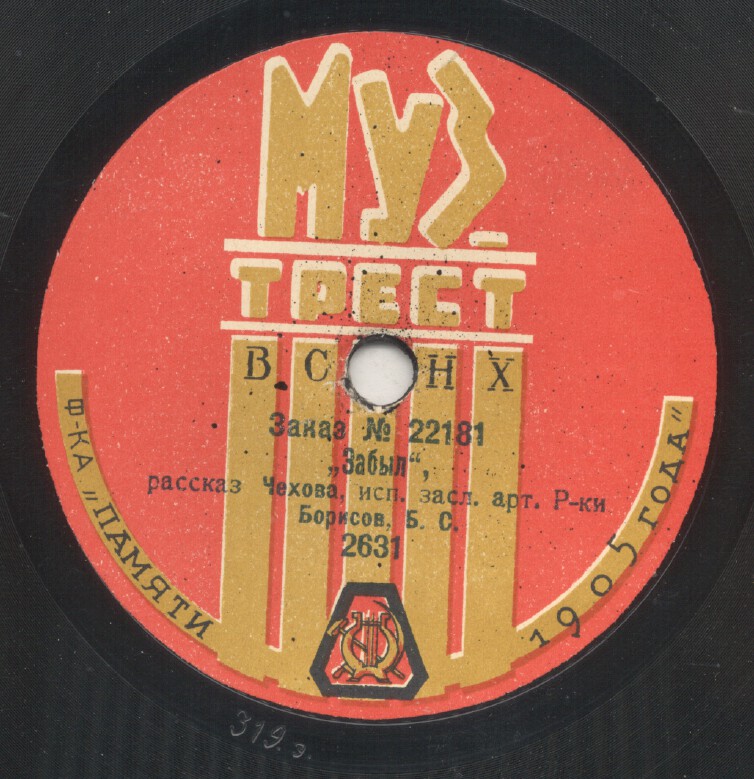 МУЗ.
ТРЕСТ
ВСНХ
Заказ № 22181
„Забыл“,
рассказ Чехова, исп. засл. арт. Р-ки
Борисов, Б. С.
2631
Ф-КА „ПАМЯТИ 1905 ГОДА“
319.э.